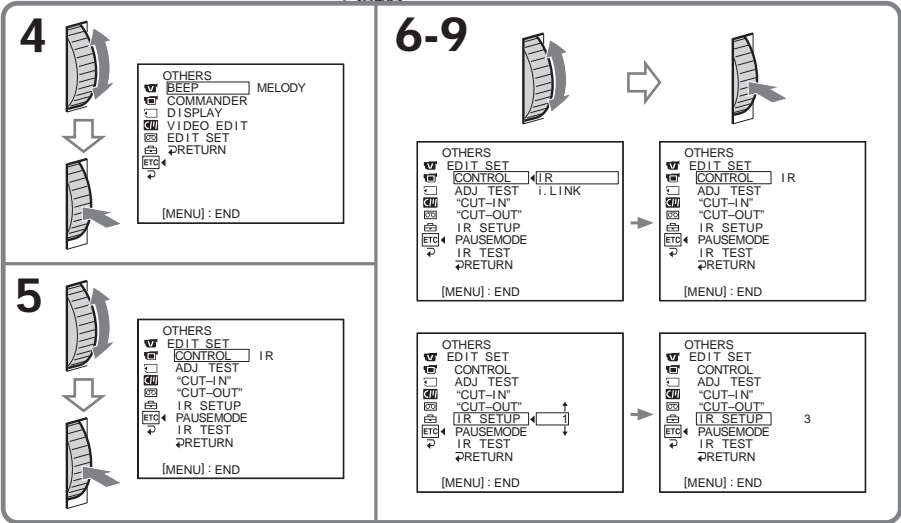 4
OTHERS
BEEP MELODY
COMMANDER
DISPLAY
VIDEO EDIT
EDIT SET
RETURN
ETC
[MENU] : END
5
OTHERS
EDIT SET
CONTROL IR
ADJ TEST
“CUT–IN”
“CUT–OUT”
IR SETUP
PAUSEMODE
IR TEST
RETURN
ETC
[MENU] : END
6-9
OTHERS
EDIT SET
CONTROL IR
ADJ TEST i.LINK
“CUT–IN”
“CUT–OUT”
IR SETUP
PAUSEMODE
IR TEST
RETURN
ETC
[MENU] : END
OTHERS
EDIT SET
CONTROL IR
ADJ TEST
“CUT–IN”
“CUT–OUT”
IR SETUP
PAUSEMODE
IR TEST
RETURN
ETC
[MENU] : END
OTHERS
EDIT SET
CONTROL
ADJ TEST
“CUT–IN”
“CUT–OUT”
IR SETUP 1
PAUSEMODE
IR TEST
RETURN
ETC
[MENU] : END
OTHERS
EDIT SET
CONTROL
ADJ TEST
“CUT–IN”
“CUT–OUT”
IR SETUP 3
PAUSEMODE
IR TEST
RETURN
ETC
[MENU] : END